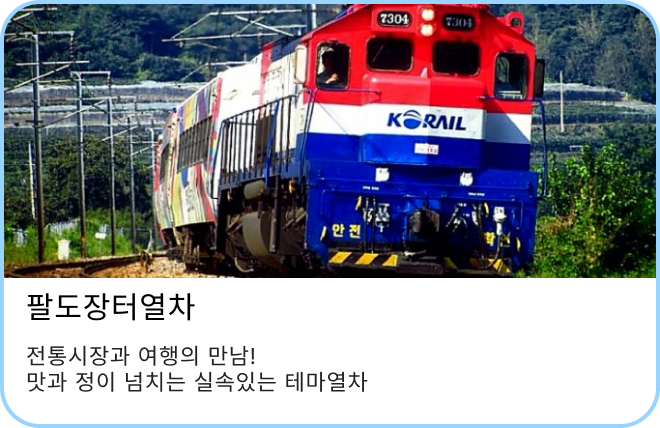 7304
7304
KORAIL
안전
팔도장터열차
전통시장과 여행의 만남!
맛과 정이 넘치는 실속있는 테마열차